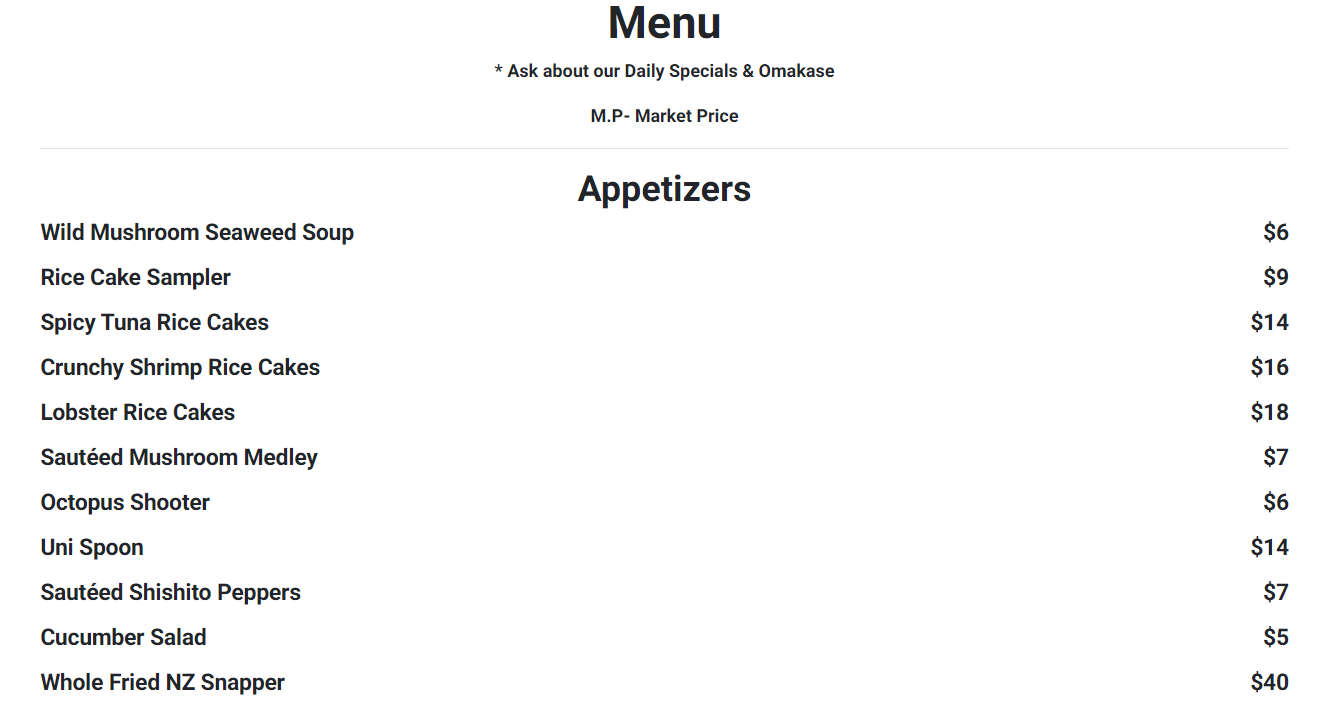 Menu
* Ask about our Daily Specials & Omakase
M.P- Market Price
Appetizers
Wild Mushroom Seaweed Soup $6
Rice Cake Sampler $9
Spicy Tuna Rice Cakes $14
Crunchy Shrimp Rice Cakes $16
Lobster Rice Cakes $18
Sautéed Mushroom Medley $7
Octopus Shooter $6
Uni Spoon $14
Sautéed Shishito Peppers $7
Cucumber Salad $5
Whole Fried NZ Snapper $40